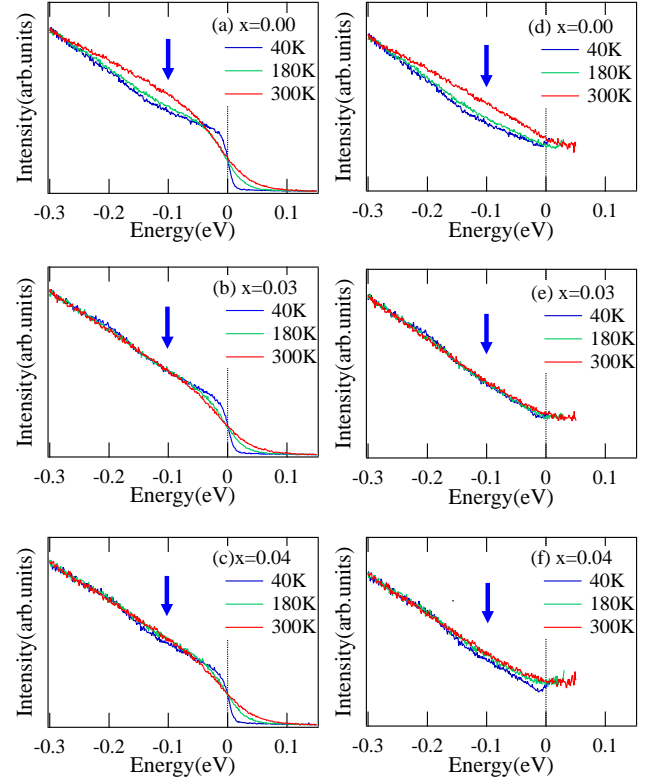 (a) x=0.00
40K
180K
300K
Intensity(arb.units)
-0.3 -0.2 -0.1 0 0.1
Energy(eV)
(d) x=0.00
40K
180K
300K
Intensity(arb.units)
-0.3 -0.2 -0.1 0 0.1
Energy(eV)
(b) x=0.03
40K
180K
300K
Intensity(arb.units)
-0.3 -0.2 -0.1 0 0.1
Energy(eV)
(e) x=0.03
40K
180K
300K
Intensity(arb.units)
-0.3 -0.2 -0.1 0 0.1
Energy(eV)
(c)x=0.04
40K
180K
300K
Intensity(arb.units)
-0.3 -0.2 -0.1 0 0.1
Energy(eV)
(f) x=0.04
40K
180K
300K
Intensity(arb.units)
-0.3 -0.2 -0.1 0 0.1
Energy(eV)